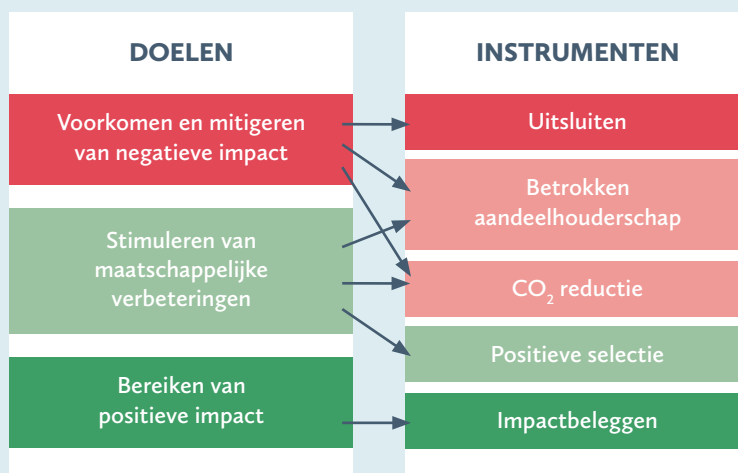 DOELEN
Voorkomen en mitigeren
van negatieve impact
Stimuleren van
maatschappelijke
verbeteringen
Bereiken van
positieve impact
INSTRUMENTEN
Uitsluiten
Betrokken
aandeelhouderschap
CO₂ reductie
Positieve selectie
Impactbeleggen